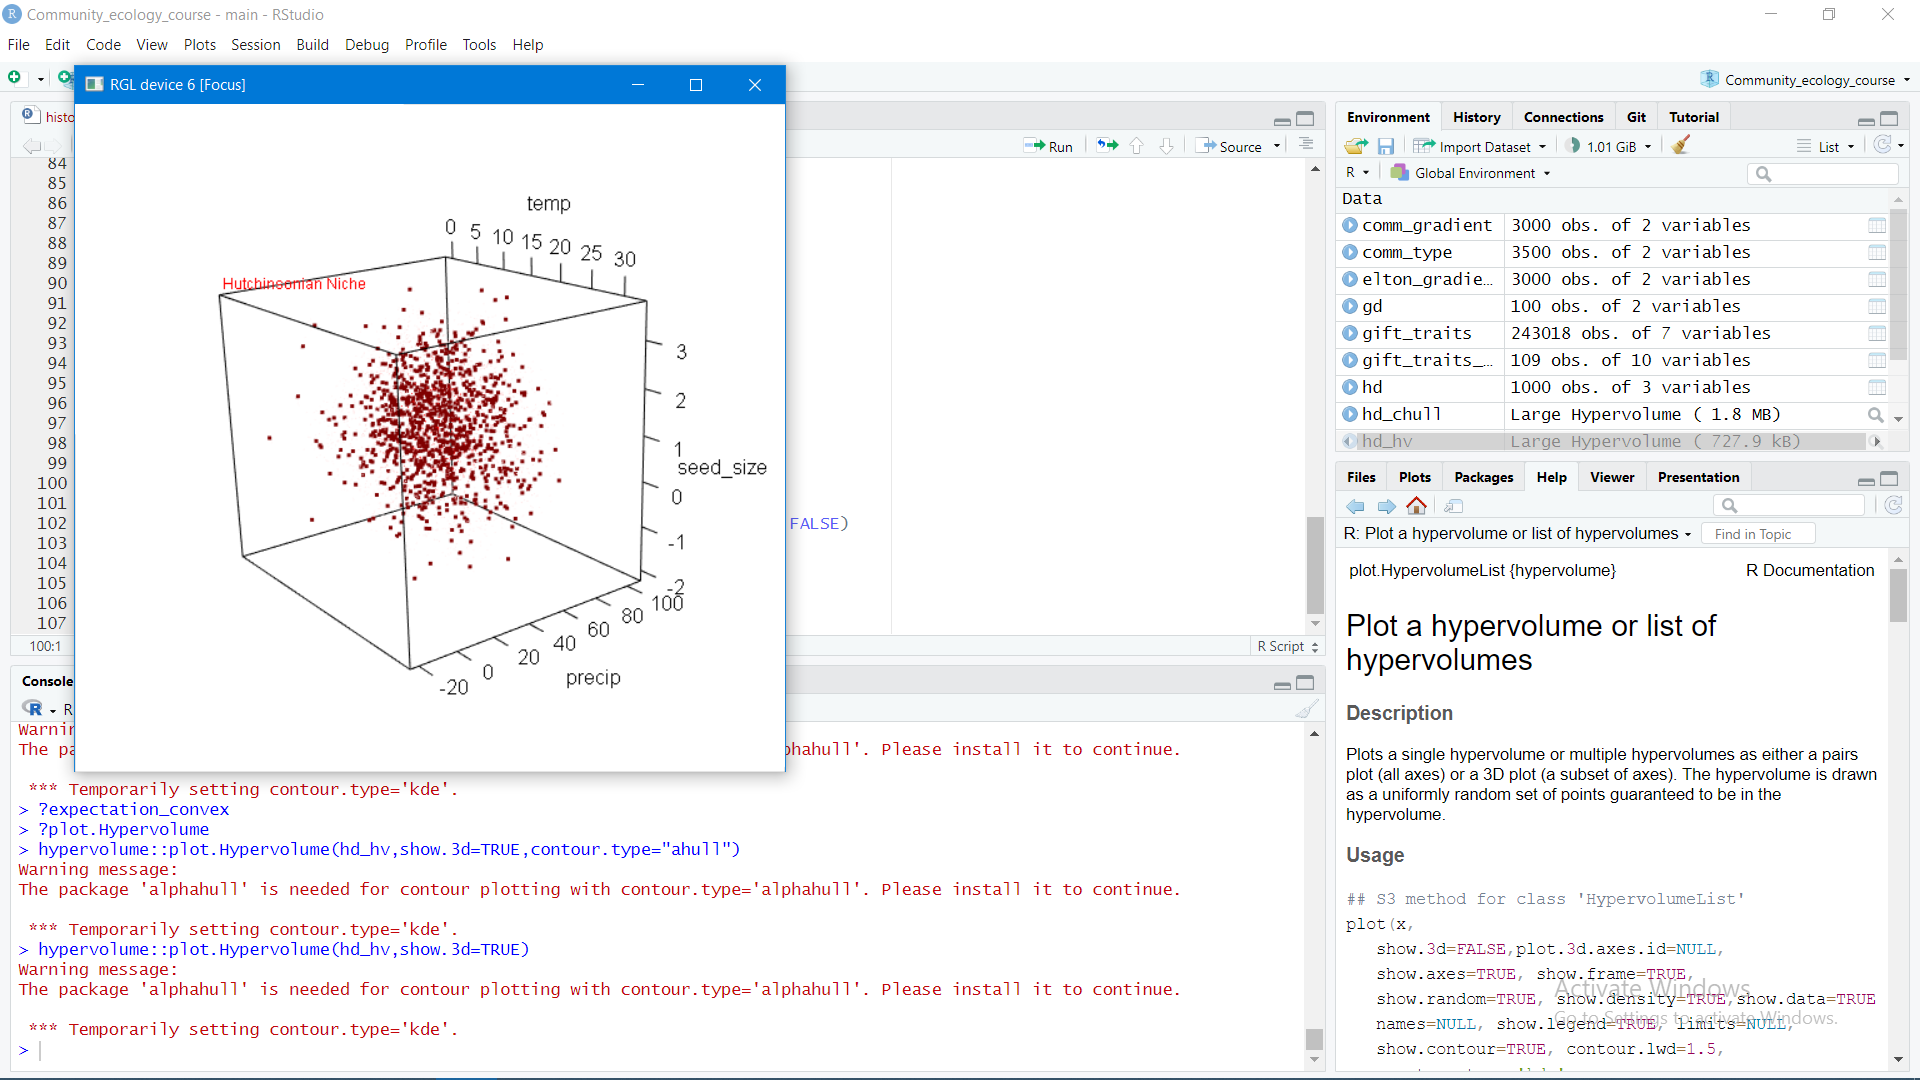 Community_ecology_course - main - RStudio
File Edit Code View Plots Session Build Debug Profile Tools Help
RGL device 6 [Focus]
Community_ecology_course
histo
Run Source
84
85
86
87
88
89
90
91
92
93
94
95
96
97
98
99
100
101
102 FALSE)
103
104
105
106
107
100:1 R Script
temp
0 5 10 15 20 25 30
Hutchinsonian Niche
3
2
1
seed_size
0
-1
-2
100
80
60
40
20
0
-20
precip
Console
R
Warnin
The pa phahull'. Please install it to continue.
*** Temporarily setting contour.type='kde'.
> ?expectation_convex
> ?plot.Hypervolume
> hypervolume::plot.Hypervolume(hd_hv,show.3d=TRUE,contour.type="ahull")
Warning message:
The package 'alphahull' is needed for contour plotting with contour.type='alphahull'. Please install it to continue.
*** Temporarily setting contour.type='kde'.
> hypervolume::plot.Hypervolume(hd_hv,show.3d=TRUE)
Warning message:
The package 'alphahull' is needed for contour plotting with contour.type='alphahull'. Please install it to continue.
*** Temporarily setting contour.type='kde'.
>
Environment History Connections Git Tutorial
Import Dataset 1.01 GiB List
R Global Environment
Data
comm_gradient 3000 obs. of 2 variables
comm_type 3500 obs. of 2 variables
elton_gradie… 3000 obs. of 2 variables
gd 100 obs. of 2 variables
gift_traits 243018 obs. of 7 variables
gift_traits_… 109 obs. of 10 variables
hd 1000 obs. of 3 variables
hd_chull Large Hypervolume ( 1.8 MB)
hd_hv Large Hypervolume ( 727.9 kB)
Files Plots Packages Help Viewer Presentation
R: Plot a hypervolume or list of hypervolumes Find in Topic
plot.HypervolumeList {hypervolume} R Documentation
Plot a hypervolume or list of
hypervolumes
Description
Plots a single hypervolume or multiple hypervolumes as either a pairs
plot (all axes) or a 3D plot (a subset of axes). The hypervolume is drawn
as a uniformly random set of points guaranteed to be in the
hypervolume.
Usage
## S3 method for class 'HypervolumeList'
plot(x,
show.3d=FALSE,plot.3d.axes.id=NULL,
show.axes=TRUE, show.frame=TRUE,
show.random=TRUE, show.density=TRUE,show.data=TRUE
names=NULL, show.legend=TRUE, limits=NULL,
show.contour=TRUE, contour.lwd=1.5,
Activate Windows
Go to Settings to activate Windows.